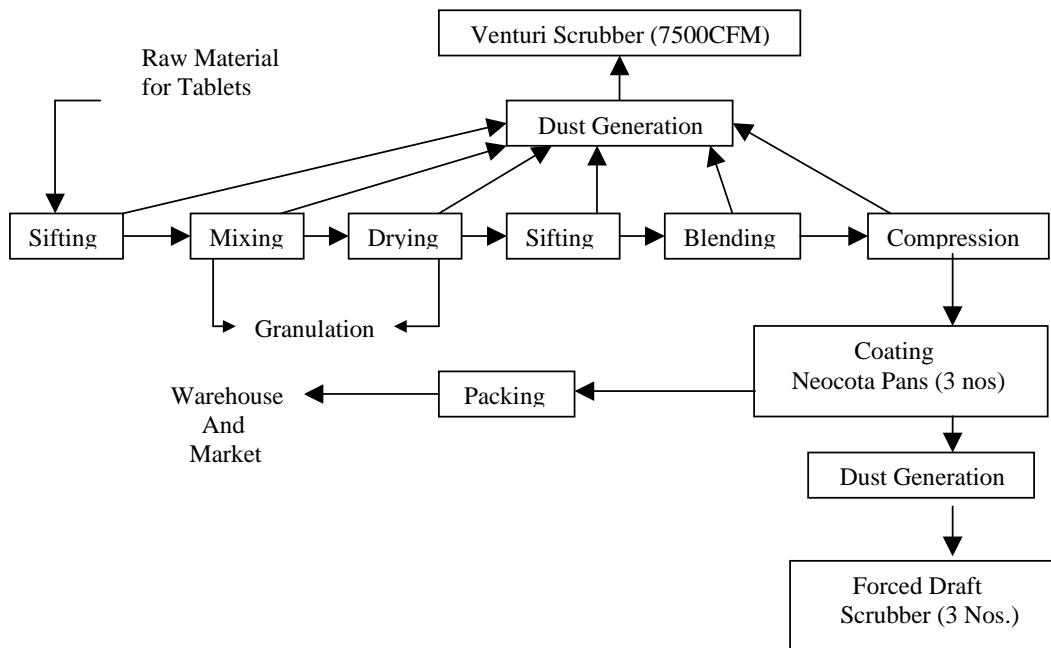 Venturi Scrubber (7500CFM)
Raw Material
for Tablets
Dust Generation
Sifting
Mixing
Drying
Sifting
Blending
Compression
Granulation
Coating
Neocota Pans (3 nos)
Packing
Warehouse
And
Market
Dust Generation
Forced Draft
Scrubber (3 Nos.)